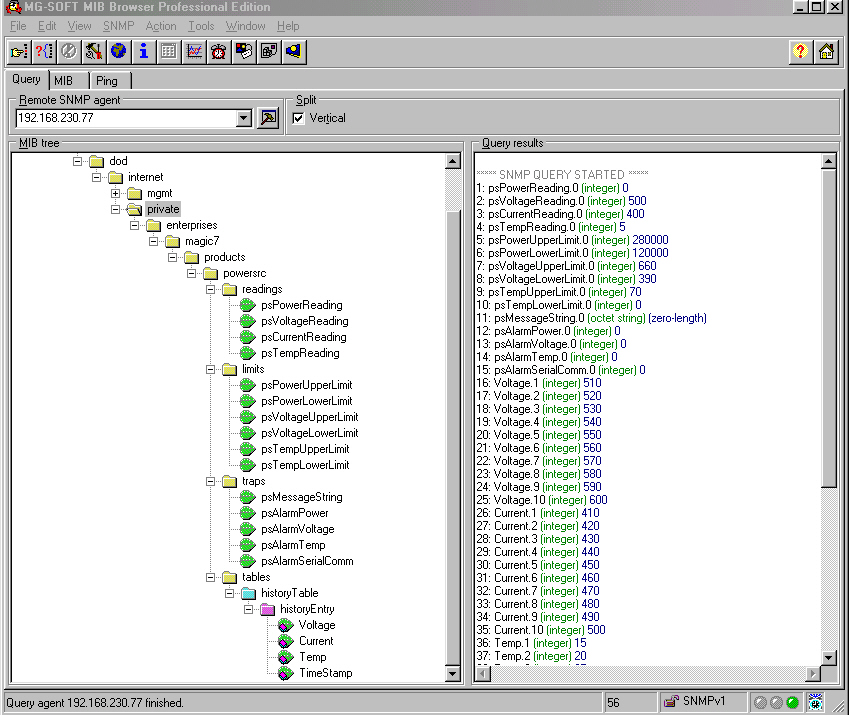 MG-SOFT MIB Browser Professional Edition
File Edit View SNMP Action Tools Window Help
Query MIB Ping
Remote SNMP agent
192.168.230.77
Split
Vertical
MIB tree
dod
internet
mgmt
private
enterprises
magic7
products
powersrc
readings
psPowerReading
psVoltageReading
psCurrentReading
psTempReading
limits
psPowerUpperLimit
psPowerLowerLimit
psVoltageUpperLimit
psVoltageLowerLimit
psTempUpperLimit
psTempLowerLimit
traps
psMessageString
psAlarmPower
psAlarmVoltage
psAlarmTemp
psAlarmSerialComm
tables
historyTable
historyEntry
Voltage
Current
Temp
TimeStamp
Query results
***** SNMP QUERY STARTED *****
1: psPowerReading.0 (integer) 0
2: psVoltageReading.0 (integer) 500
3: psCurrentReading.0 (integer) 400
4: psTempReading.0 (integer) 5
5: psPowerUpperLimit.0 (integer) 280000
6: psPowerLowerLimit.0 (integer) 120000
7: psVoltageUpperLimit.0 (integer) 660
8: psVoltageLowerLimit.0 (integer) 390
9: psTempUpperLimit.0 (integer) 70
10: psTempLowerLimit.0 (integer) 0
11: psMessageString.0 (octet string) (zero-length)
12: psAlarmPower.0 (integer) 0
13: psAlarmVoltage.0 (integer) 0
14: psAlarmTemp.0 (integer) 0
15: psAlarmSerialComm.0 (integer) 0
16: Voltage.1 (integer) 510
17: Voltage.2 (integer) 520
18: Voltage.3 (integer) 530
19: Voltage.4 (integer) 540
20: Voltage.5 (integer) 550
21: Voltage.6 (integer) 560
22: Voltage.7 (integer) 570
23: Voltage.8 (integer) 580
24: Voltage.9 (integer) 590
25: Voltage.10 (integer) 600
26: Current.1 (integer) 410
27: Current.2 (integer) 420
28: Current.3 (integer) 430
29: Current.4 (integer) 440
30: Current.5 (integer) 450
31: Current.6 (integer) 460
32: Current.7 (integer) 470
33: Current.8 (integer) 480
34: Current.9 (integer) 490
35: Current.10 (integer) 500
36: Temp.1 (integer) 15
37: Temp.2 (integer) 20
Query agent 192.168.230.77 finished.
56
SNMPv1